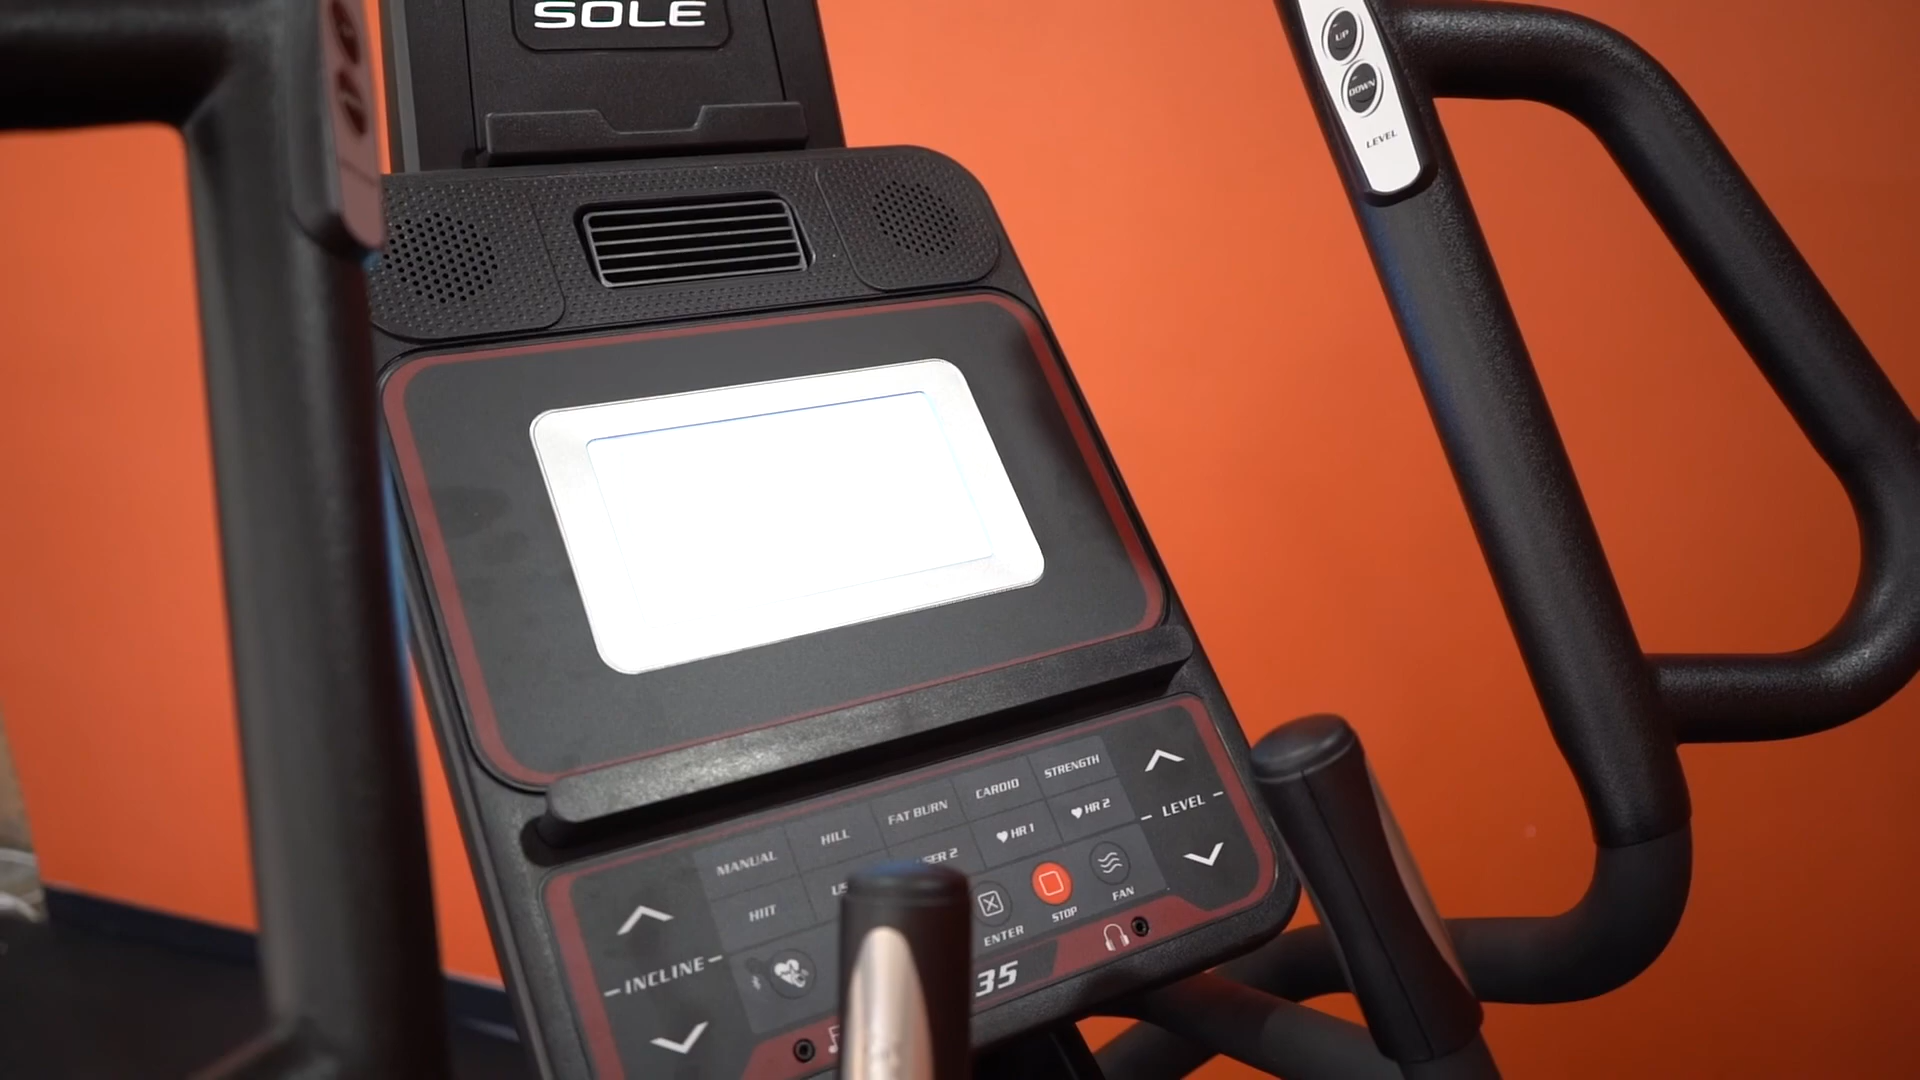 SOLE
UP
DOWN
LEVEL
MANUAL HILL FAT BURN CARDIO STRENGTH
HIIT HR 1 HR 2
LEVEL
INCLINE
ENTER STOP FAN
35